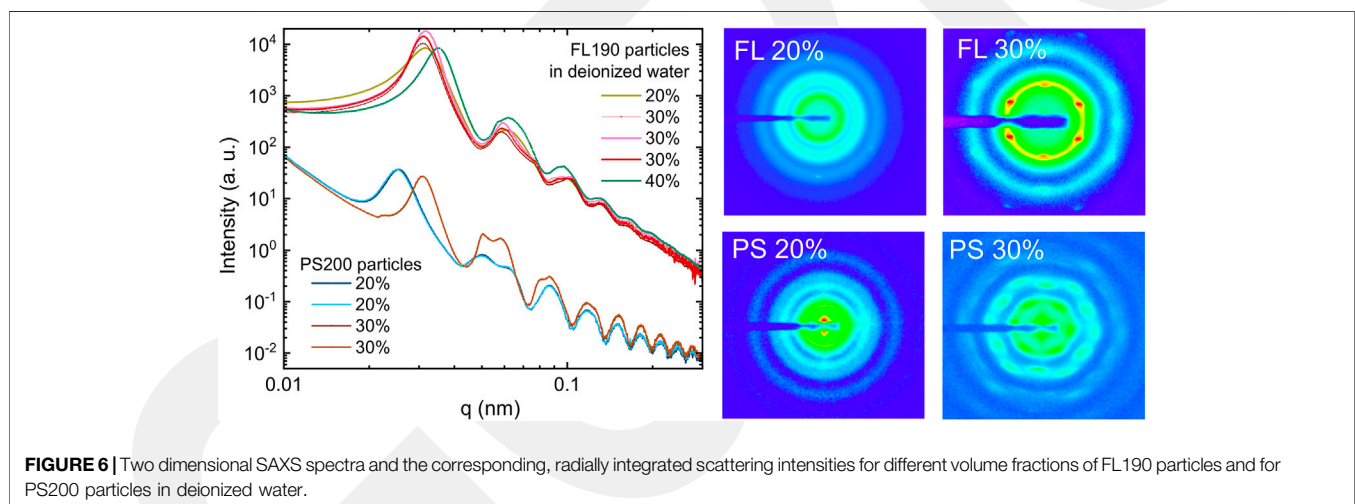 10^4
10^3
10^2
10^1
10^0
10^-1
10^-2
Intensity (a. u.)
FL190 particles
in deionized water
20%
30%
30%
30%
40%
PS200 particles
20%
20%
30%
30%
0.01
0.1
q (nm)
FL 20%
FL 30%
PS 20%
PS 30%
FIGURE 6 | Two dimensional SAXS spectra and the corresponding, radially integrated scattering intensities for different volume fractions of FL190 particles and for
PS200 particles in deionized water.